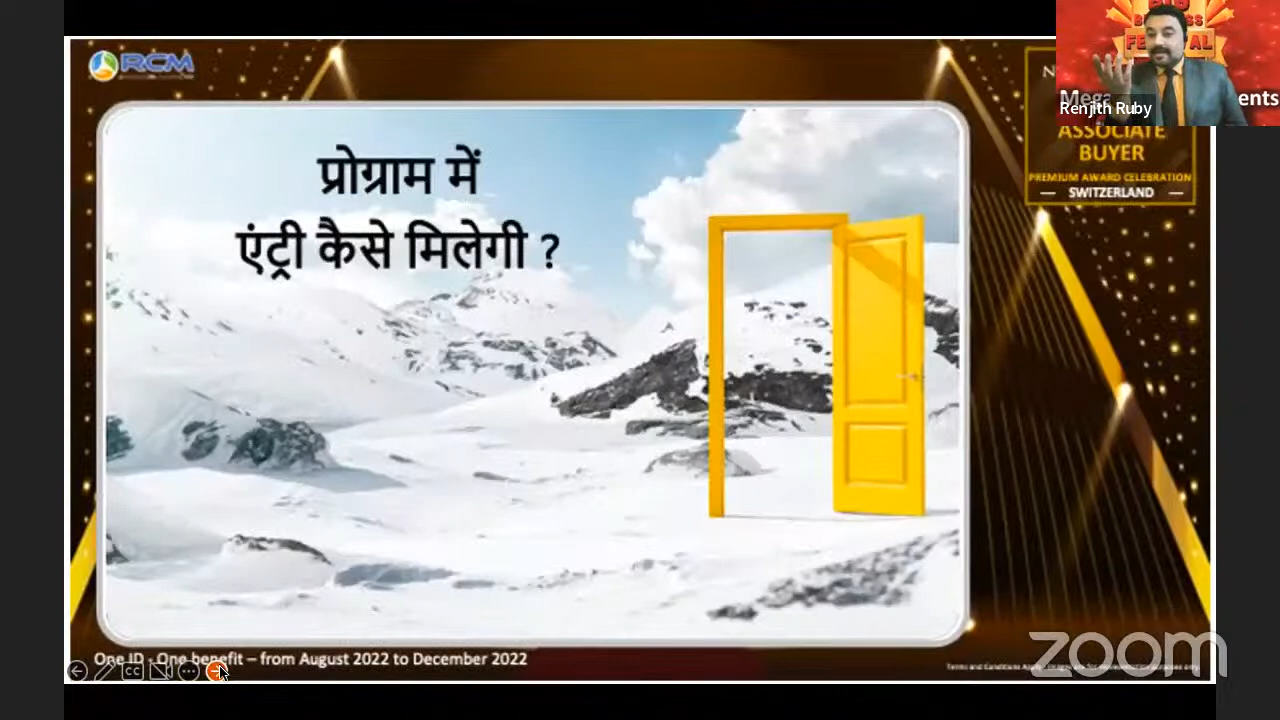 RCM
प्रोग्राम में
एंट्री कैसे मिलेगी ?
Renjith Ruby
ASSOCIATE
BUYER
PREMIUM AWARD CELEBRATION
SWITZERLAND
One ID - One benefit – from August 2022 to December 2022
CC
zoom